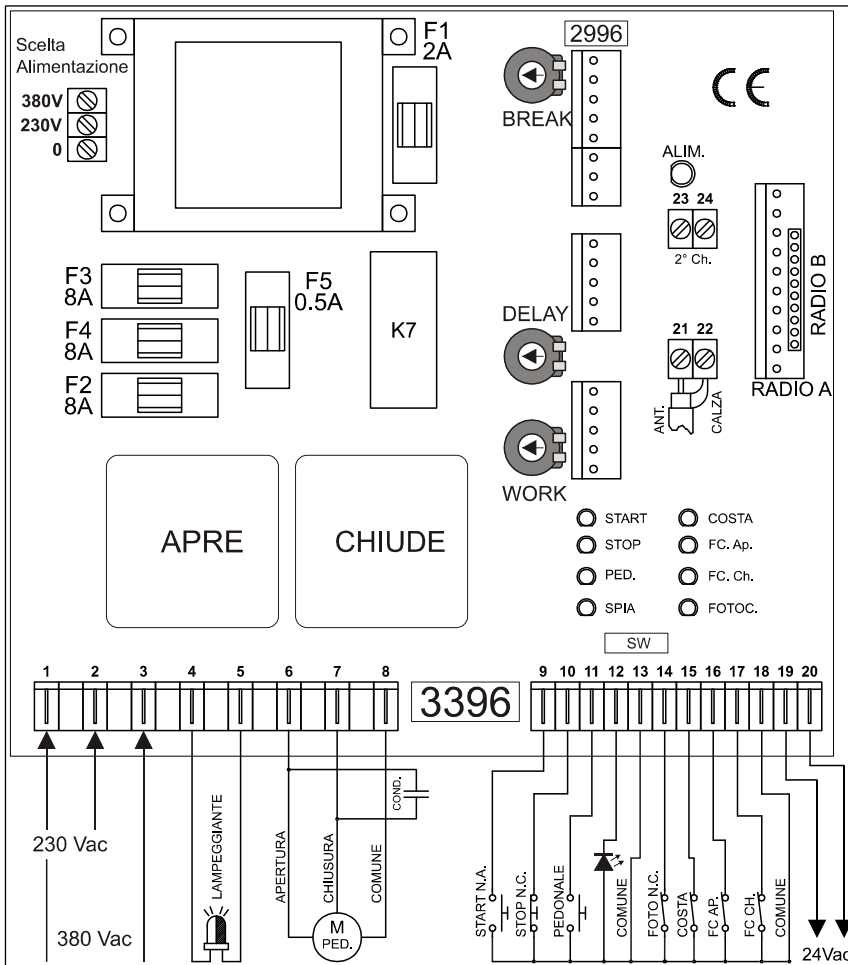 Scelta
Alimentazione
380V
230V
0
F1
2A
2996
BREAK
CE
ALIM.
23 24
2° Ch.
F3
8A
F4
8A
F2
8A
F5
0.5A
K7
DELAY
WORK
21 22
ANT.
CALZA
RADIO B
RADIO A
APRE
CHIUDE
START
COSTA
STOP
FC. Ap.
PED.
FC. Ch.
SPIA
FOTOC.
SW
1 2 3 4 5 6 7 8
3396
9 10 11 12 13 14 15 16 17 18 19 20
230 Vac
380 Vac
LAMPEGGIANTE
APERTURA
CHIUSURA
COMUNE
COND.
M
PED.
START N.A.
STOP N.C.
PEDONALE
COMUNE
FOTO N.C.
COSTA
FC AP.
FC CH.
COMUNE
24Vac